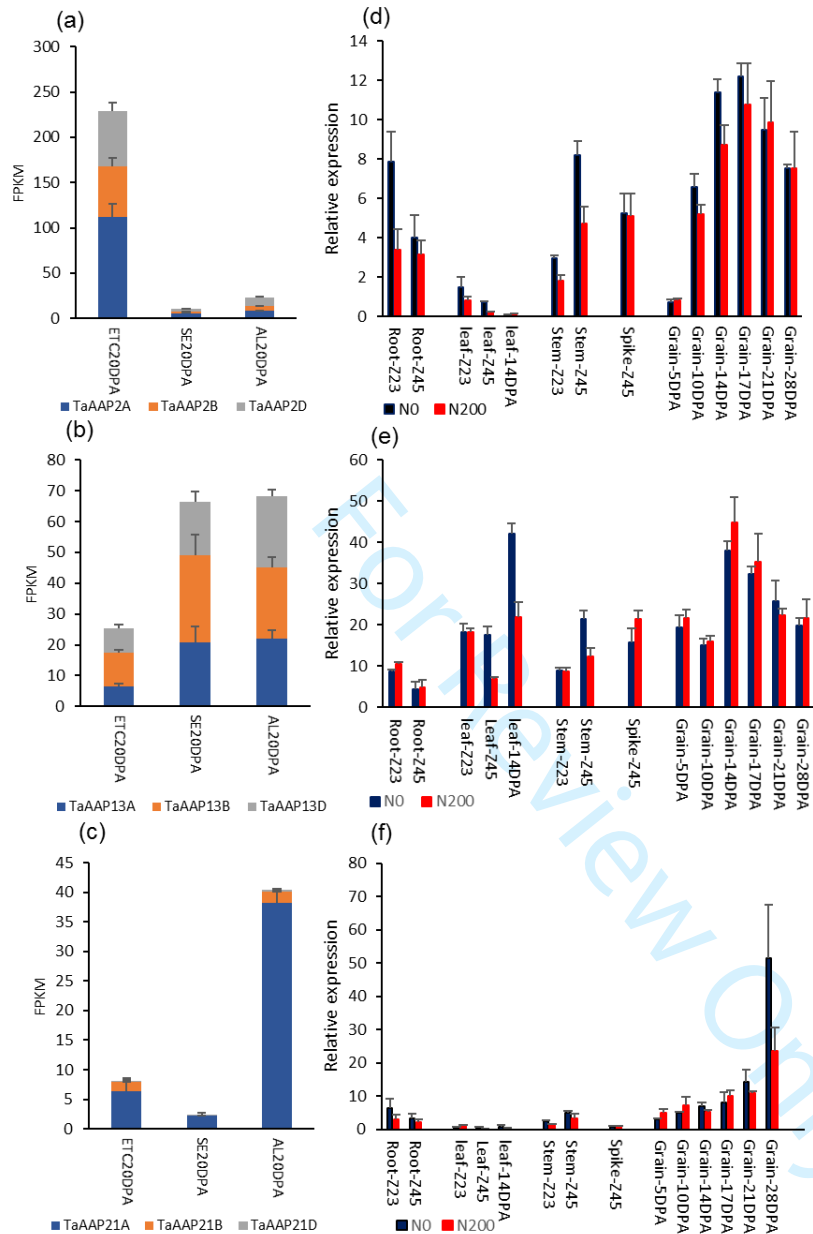 (a)
300
250
200
150
100
50
0
FPKM
ETC20DPA
SE20DPA
AL20DPA
TaAAP2A TaAAP2B TaAAP2D
(d)
14
12
10
8
6
4
2
0
Relative expression
Root-Z23
Root-Z45
leaf-Z23
leaf-Z45
leaf-14DPA
Stem-Z23
Stem-Z45
Spike-Z45
Grain-5DPA
Grain-10DPA
Grain-14DPA
Grain-17DPA
Grain-21DPA
Grain-28DPA
N0 N200
(b)
80
70
60
50
40
30
20
10
0
FPKM
ETC20DPA
SE20DPA
AL20DPA
TaAAP13A TaAAP13B TaAAP13D
(e)
60
50
40
30
20
10
0
Relative expression
Root-Z23
Root-Z45
leaf-Z23
Leaf-Z45
leaf-14DPA
Stem-Z23
Stem-Z45
Spike-Z45
Grain-5DPA
Grain-10DPA
Grain-14DPA
Grain-17DPA
Grain-21DPA
Grain-28DPA
N0 N200
(c)
45
40
35
30
25
20
15
10
5
0
FPKM
ETC20DPA
SE20DPA
AL20DPA
TaAAP21A TaAAP21B TaAAP21D
(f)
80
70
60
50
40
30
20
10
0
Relative expression
Root-Z23
Root-Z45
leaf-Z23
Leaf-Z45
leaf-14DPA
Stem-Z23
Stem-Z45
Spike-Z45
Grain-5DPA
Grain-10DPA
Grain-14DPA
Grain-17DPA
Grain-21DPA
Grain-28DPA
N0 N200
For Review Only